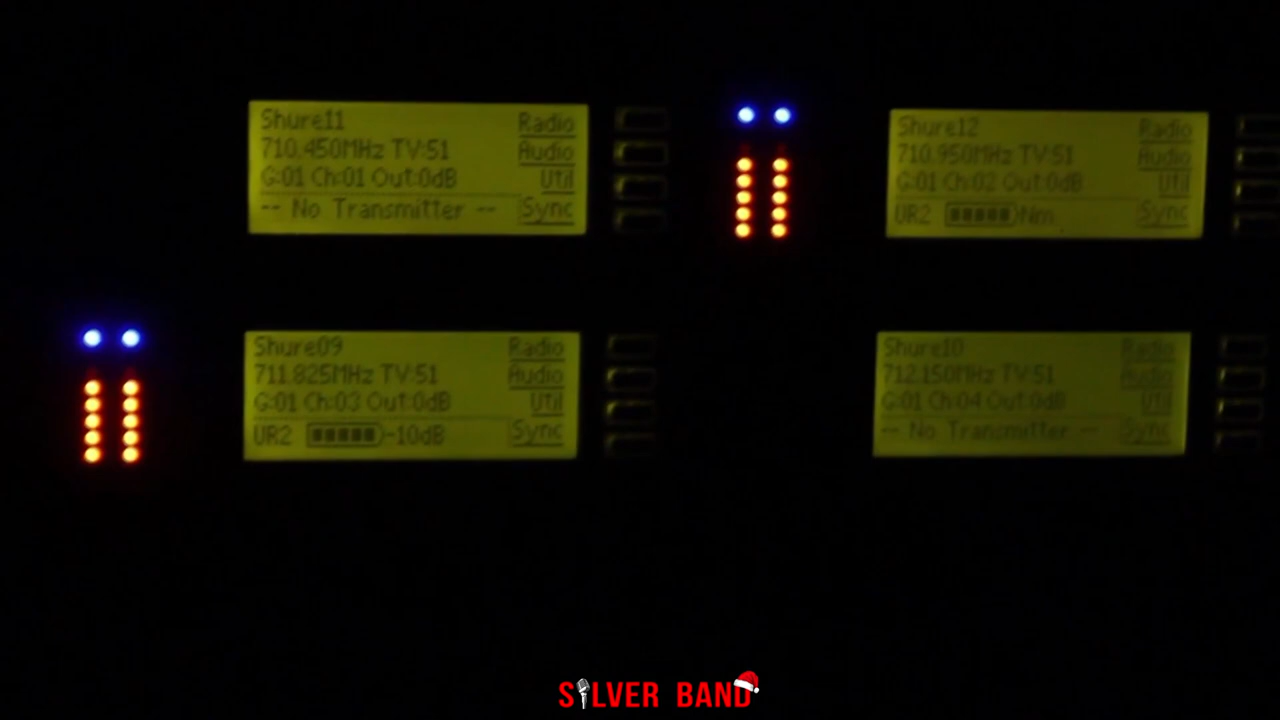 Shure11 Radio
710.450MHz TV:51 Audio
G:01 Ch:01 Out:0dB Util
-- No Transmitter -- Sync
Shure12 Radio
710.950MHz TV:51 Audio
G:01 Ch:02 Out:0dB Util
UR2 Nm Sync
Shure09 Radio
711.825MHz TV:51 Audio
G:01 Ch:03 Out:0dB Util
UR2 -10dB Sync
Shure10 Radio
712.150MHz TV:51 Audio
G:01 Ch:04 Out:0dB Util
-- No Transmitter -- Sync
SILVER BAND